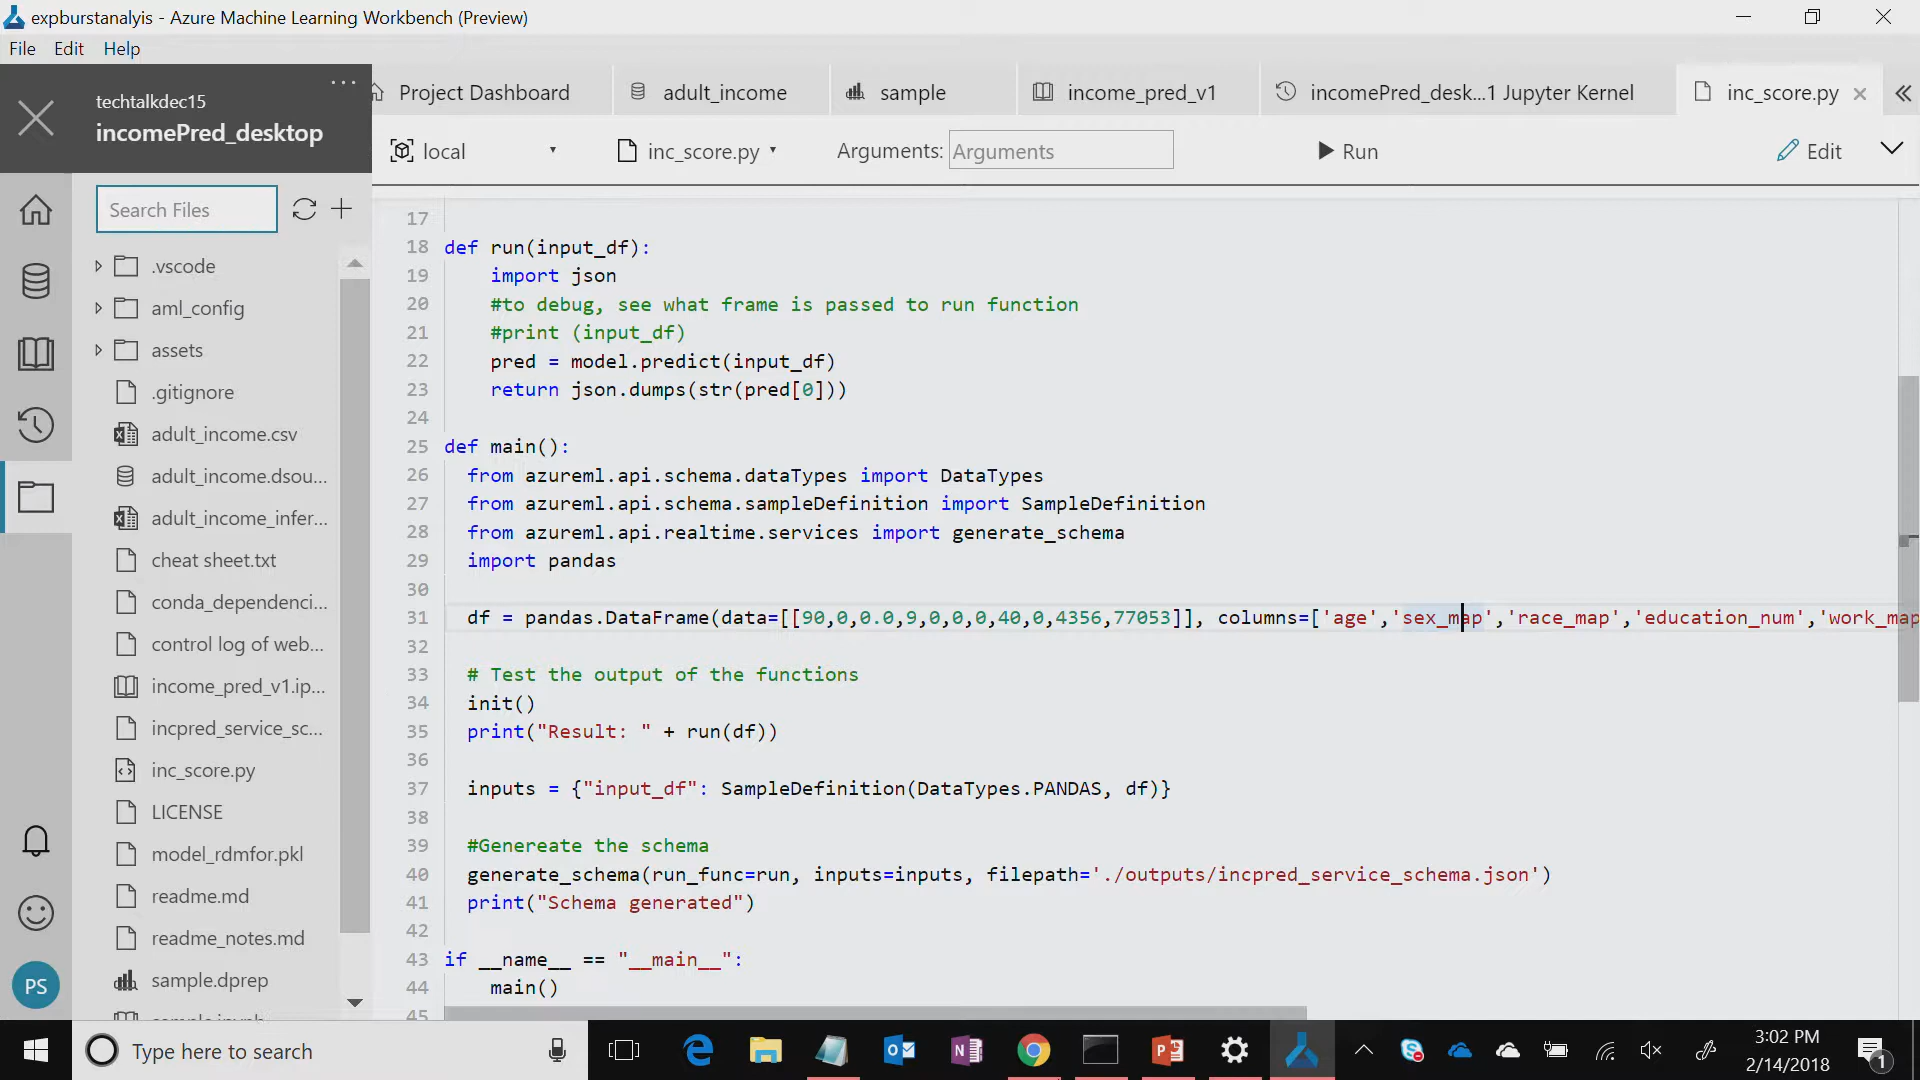 expburstanalyis - Azure Machine Learning Workbench (Preview)
File Edit Help
techtalkdec15
incomePred_desktop
Project Dashboard
adult_income
sample
income_pred_v1
incomePred_desk...1 Jupyter Kernel
inc_score.py
local
inc_score.py
Arguments:
Arguments
Run
Edit
Search Files
.vscode
aml_config
assets
.gitignore
adult_income.csv
adult_income.dsou...
adult_income_infer...
cheat sheet.txt
conda_dependenci...
control log of web...
income_pred_v1.ip...
incpred_service_sc...
inc_score.py
LICENSE
model_rdmfor.pkl
readme.md
readme_notes.md
sample.dprep
PS
17
18 def run(input_df):
19 import json
20 #to debug, see what frame is passed to run function
21 #print (input_df)
22 pred = model.predict(input_df)
23 return json.dumps(str(pred[0]))
24
25 def main():
26 from azureml.api.schema.dataTypes import DataTypes
27 from azureml.api.schema.sampleDefinition import SampleDefinition
28 from azureml.api.realtime.services import generate_schema
29 import pandas
30
31 df = pandas.DataFrame(data=[[90,0,0.0,9,0,0,0,40,0,4356,77053]], columns=['age','sex_map','race_map','education_num','work_map
32
33 # Test the output of the functions
34 init()
35 print("Result: " + run(df))
36
37 inputs = {"input_df": SampleDefinition(DataTypes.PANDAS, df)}
38
39 #Genereate the schema
40 generate_schema(run_func=run, inputs=inputs, filepath='./outputs/incpred_service_schema.json')
41 print("Schema generated")
42
43 if __name__ == "__main__":
44 main()
45
Type here to search
3:02 PM
2/14/2018
1